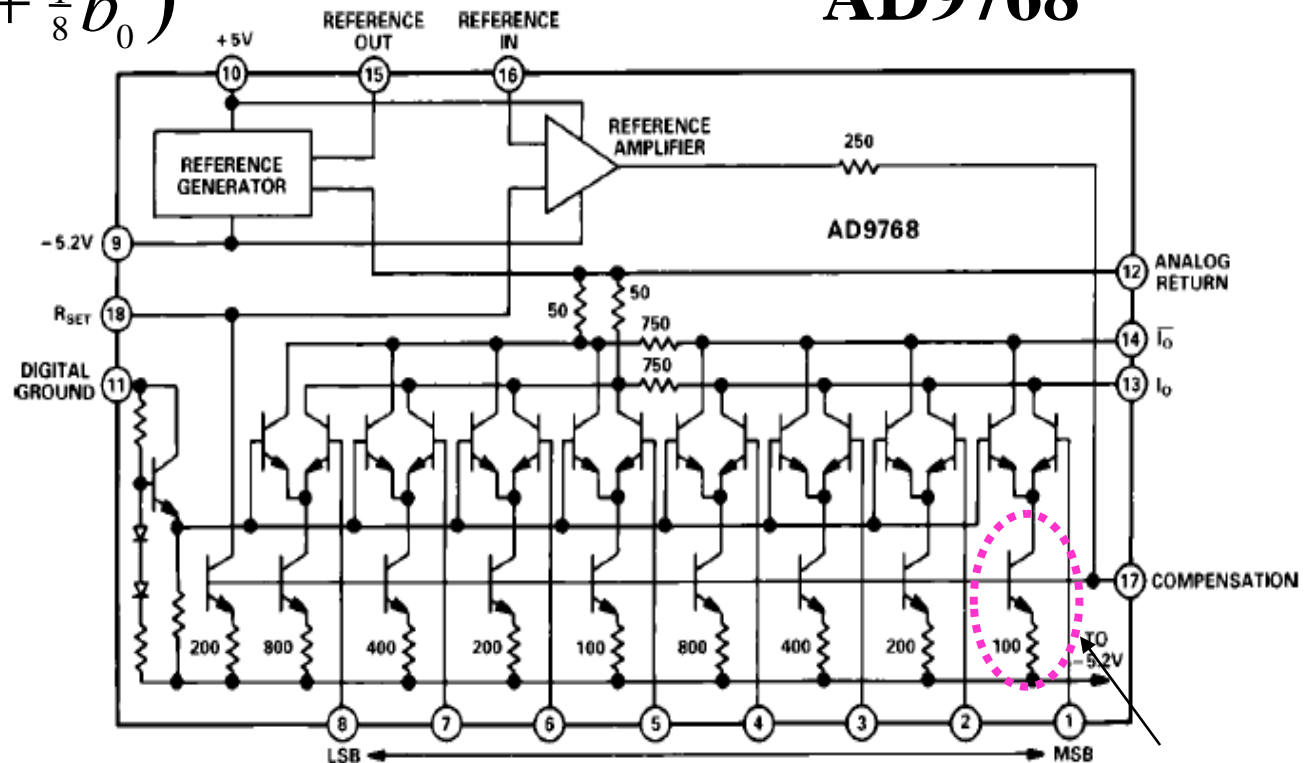 + 1/8 b0 )
AD9768
+5V
REFERENCE
OUT
REFERENCE
IN
10
15
16
REFERENCE
GENERATOR
REFERENCE
AMPLIFIER
250
AD9768
-5.2V
9
12
ANALOG
RETURN
50
50
RSET
18
750
14
I̅O
DIGITAL
GROUND
11
750
13
IO
17
COMPENSATION
200
800
400
200
100
800
400
200
100
TO
-5.2V
8
7
6
5
4
3
2
1
LSB
MSB